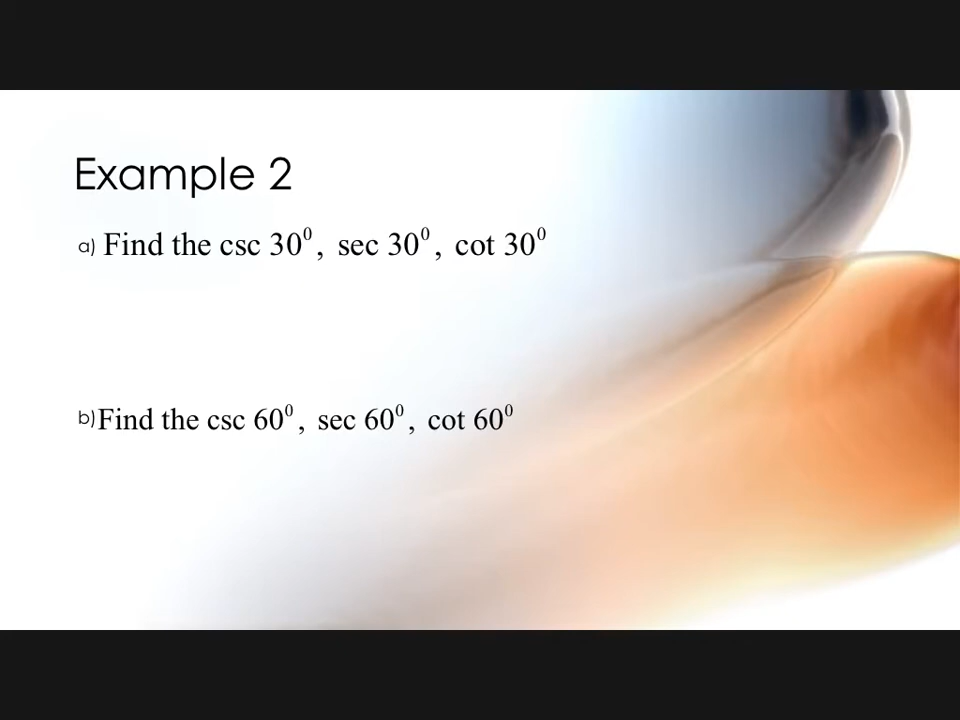 Example 2
a) Find the csc 30⁰, sec 30⁰, cot 30⁰
b) Find the csc 60⁰, sec 60⁰, cot 60⁰